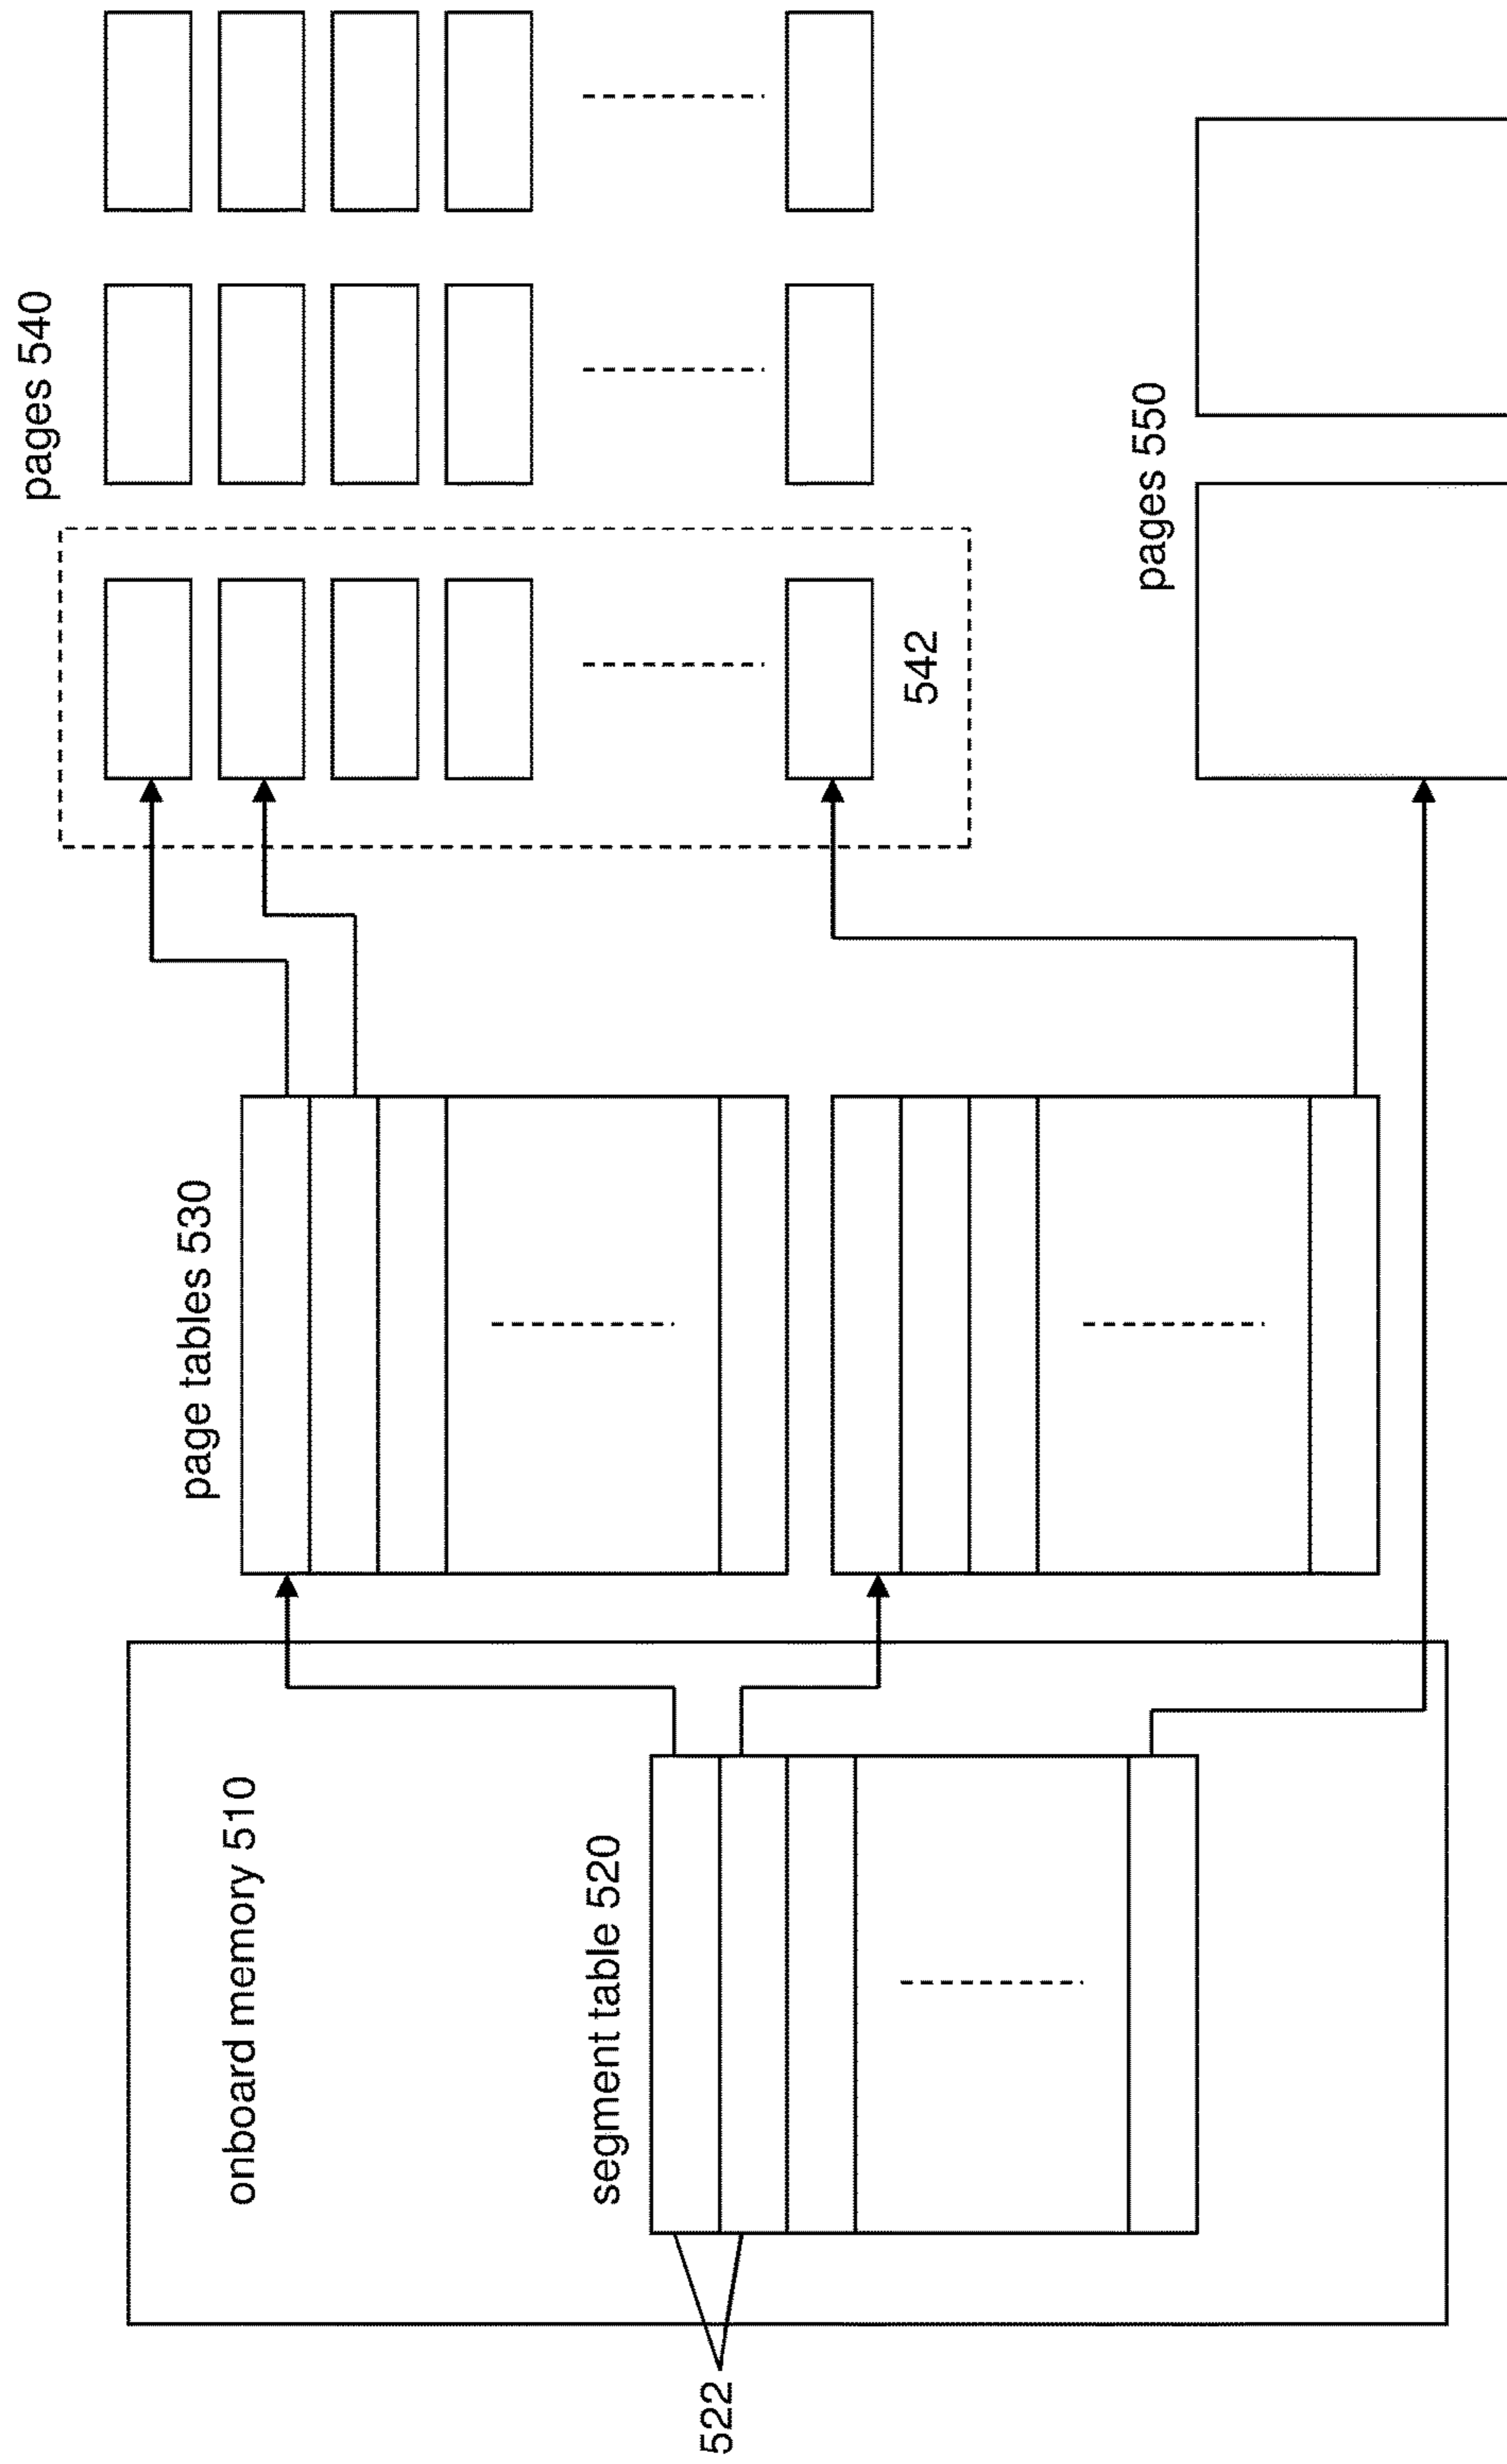 522
onboard memory 510
segment table 520
page tables 530
pages 540
542
pages 550